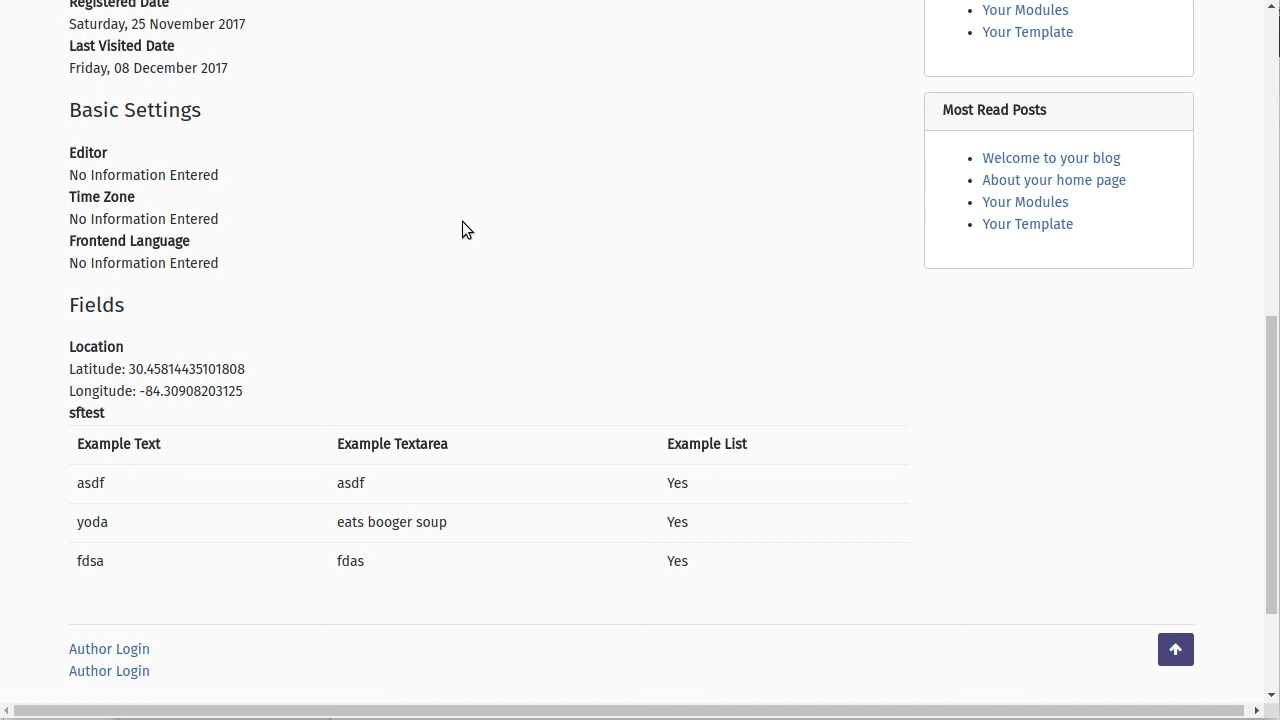 Registered Date
Saturday, 25 November 2017
Last Visited Date
Friday, 08 December 2017
Basic Settings
Editor
No Information Entered
Time Zone
No Information Entered
Frontend Language
No Information Entered
Fields
Location
Latitude: 30.45814435101808
Longitude: -84.30908203125
sftest
Example Text Example Textarea Example List
asdf asdf Yes
yoda eats booger soup Yes
fdsa fdas Yes
Author Login
Author Login
Your Modules
Your Template
Most Read Posts
Welcome to your blog
About your home page
Your Modules
Your Template